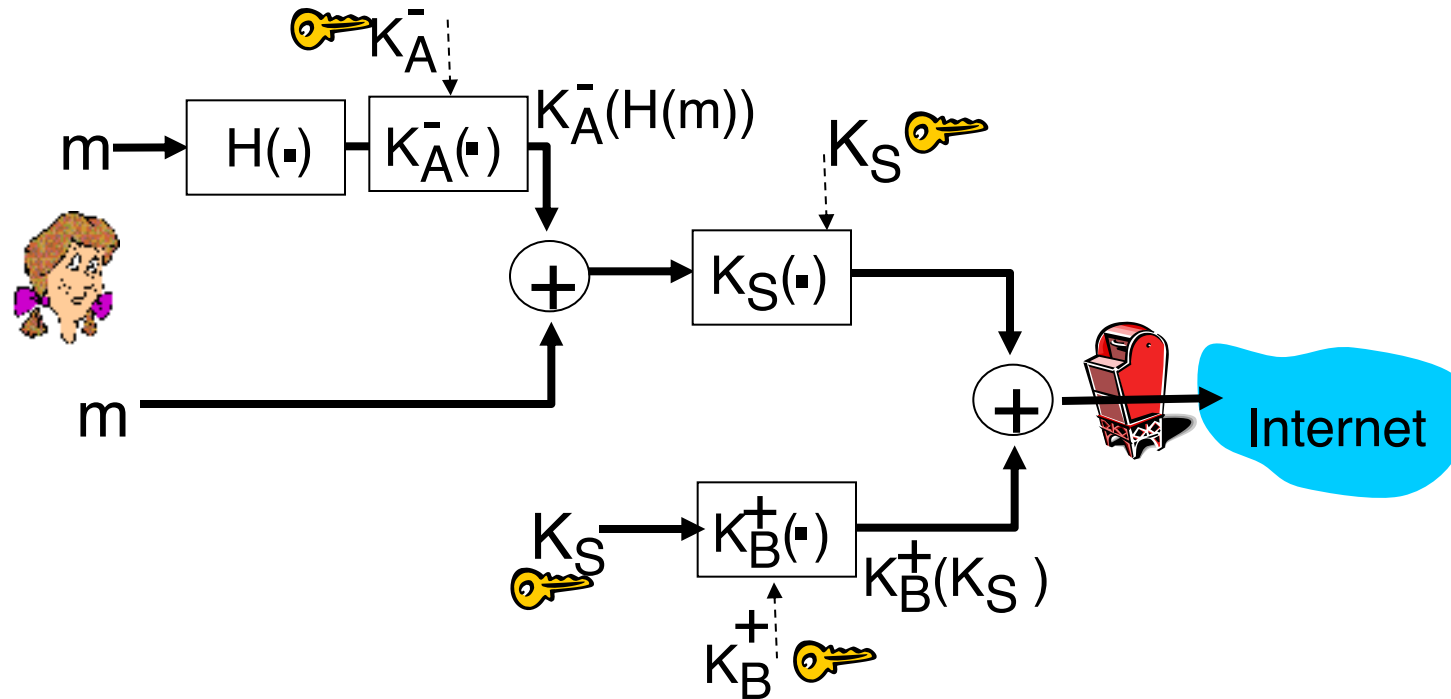 K_A^-
m
H(▪)
K_A^-(▪)
K_A^-(H(m))
K_S
+
K_S(▪)
m
+
Internet
K_S
K_B^+(▪)
K_B^+(K_S )
K_B^+